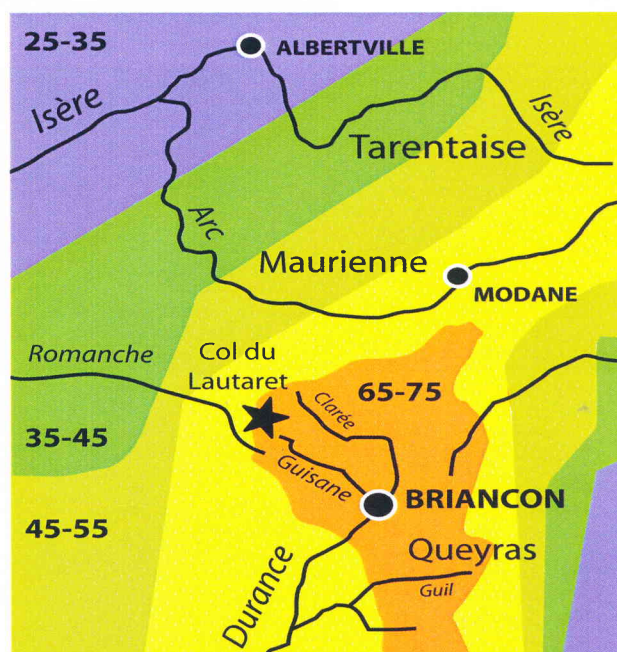 25-35
ALBERTVILLE
Isère
Isère
Tarentaise
Arc
Maurienne
MODANE
Romanche
Col du
Lautaret
65-75
Clarée
35-45
Guisane
BRIANCON
45-55
Queyras
Durance
Guil